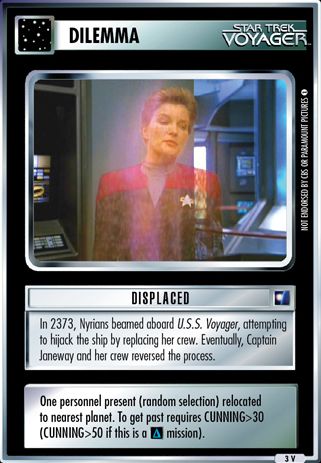 DILEMMA
STAR TREK
VOYAGER™
NOT ENDORSED BY CBS OR PARAMOUNT PICTURES
DISPLACED
In 2373, Nyrians beamed aboard U.S.S. Voyager, attempting
to hijack the ship by replacing her crew. Eventually, Captain
Janeway and her crew reversed the process.
One personnel present (random selection) relocated
to nearest planet. To get past requires CUNNING>30
(CUNNING>50 if this is a Δ mission).
3 V